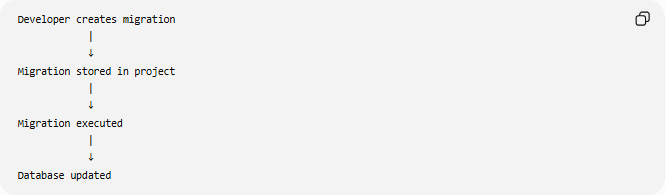 Developer creates migration
|
↓
Migration stored in project
|
↓
Migration executed
|
↓
Database updated